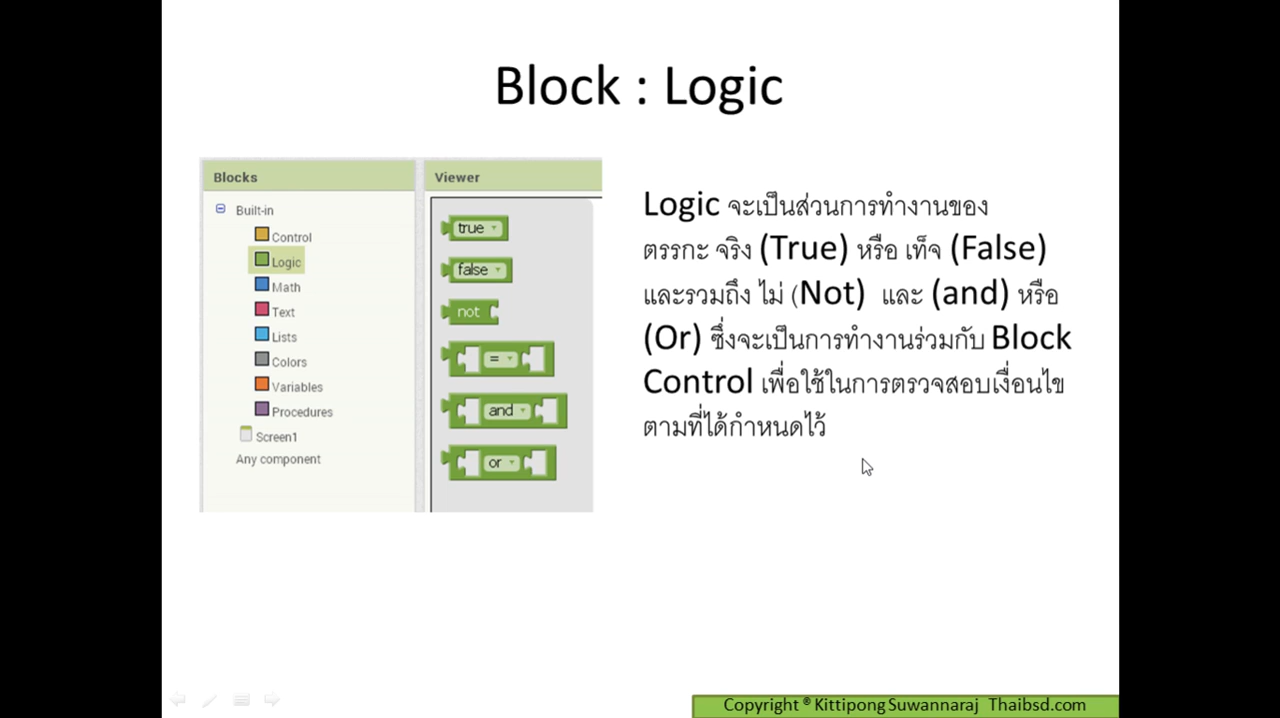 Block : Logic
Blocks
Built-in
Control
Logic
Math
Text
Lists
Colors
Variables
Procedures
Screen1
Any component
Viewer
true
false
not
=
and
or
Logic จะเป็นส่วนการทำงานของ
ตรรกะ จริง (True) หรือ เท็จ (False)
และรวมถึง ไม่ (Not) และ (and) หรือ
(Or) ซึ่งจะเป็นการทำงานร่วมกับ Block
Control เพื่อใช้ในการตรวจสอบเงื่อนไข
ตามที่ได้กำหนดไว้
Copyright ® Kittipong Suwannaraj Thaibsd.com